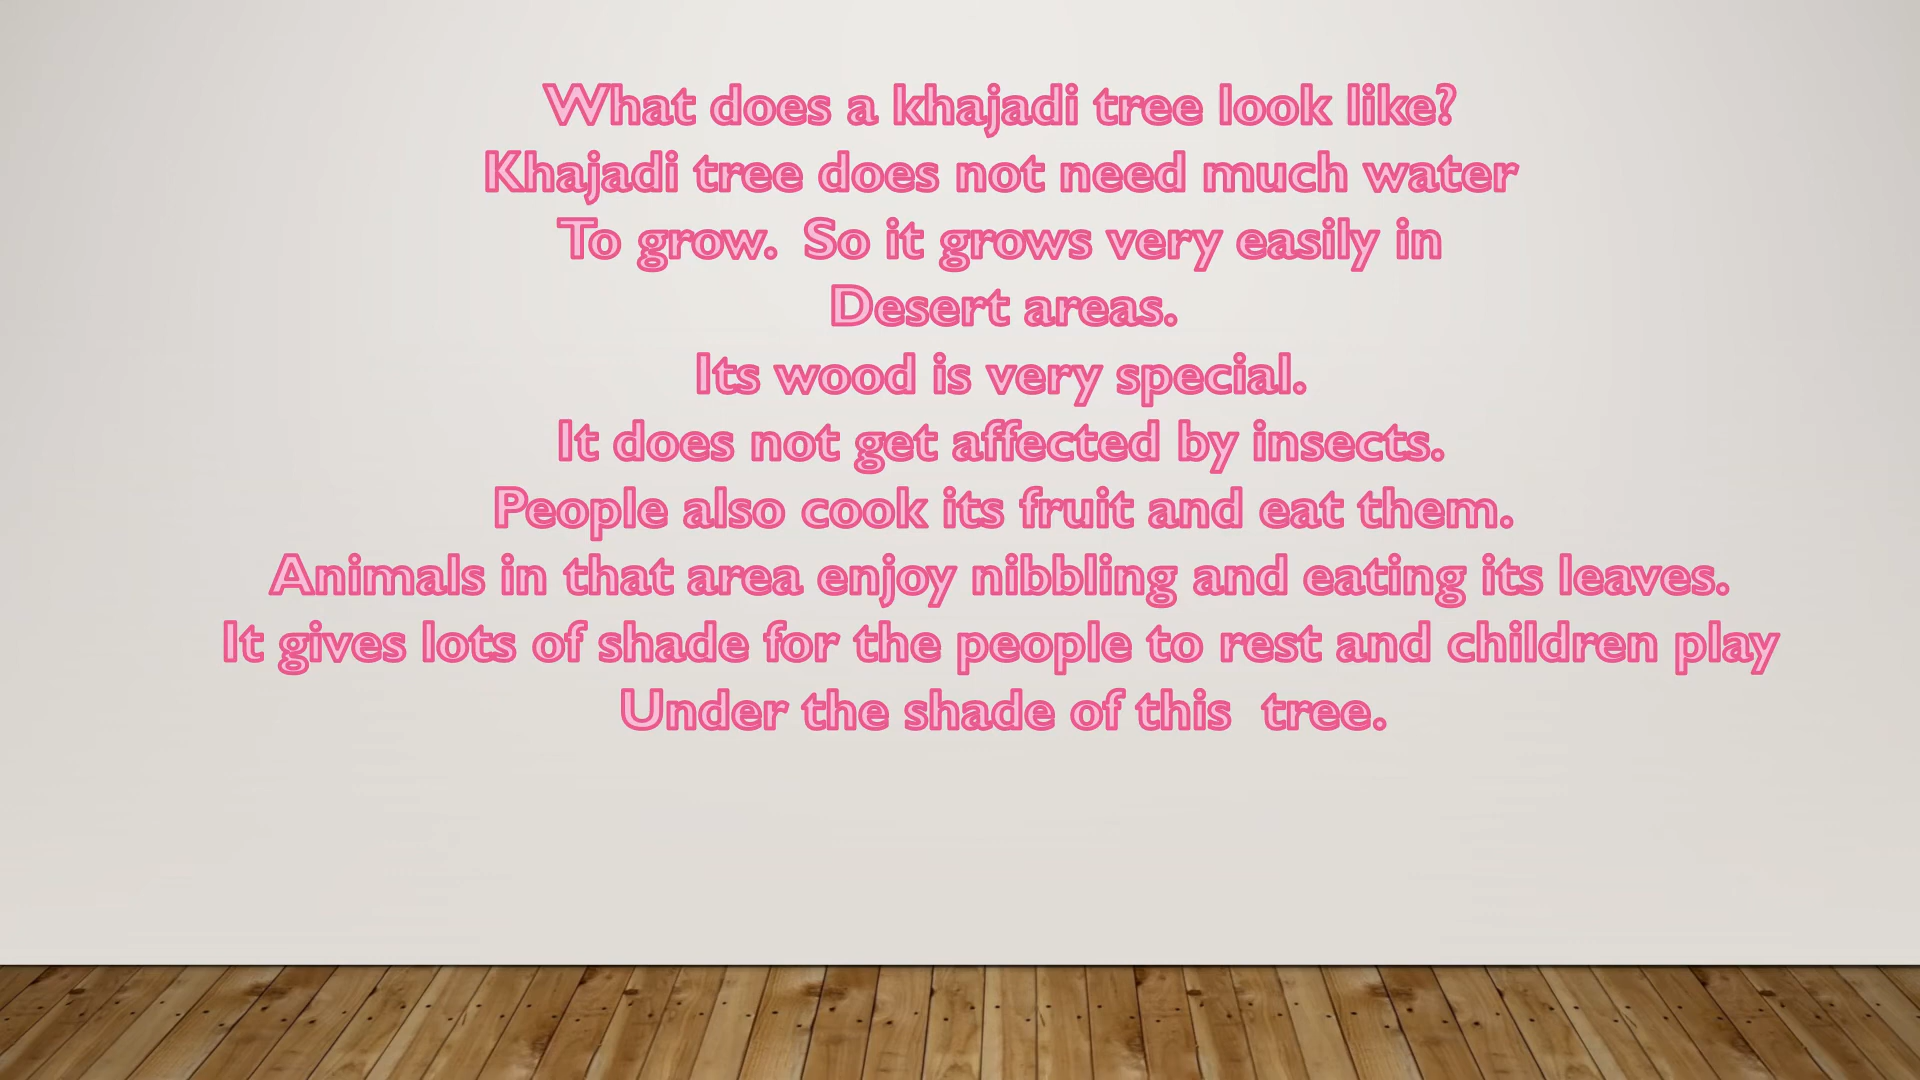 What does a khajadi tree look like?
Khajadi tree does not need much water
To grow.  So it grows very easily in
Desert areas.
Its wood is very special.
It does not get affected by insects.
People also cook its fruit and eat them.
Animals in that area enjoy nibbling and eating its leaves.
It gives lots of shade for the people to rest and children play
Under the shade of this  tree.